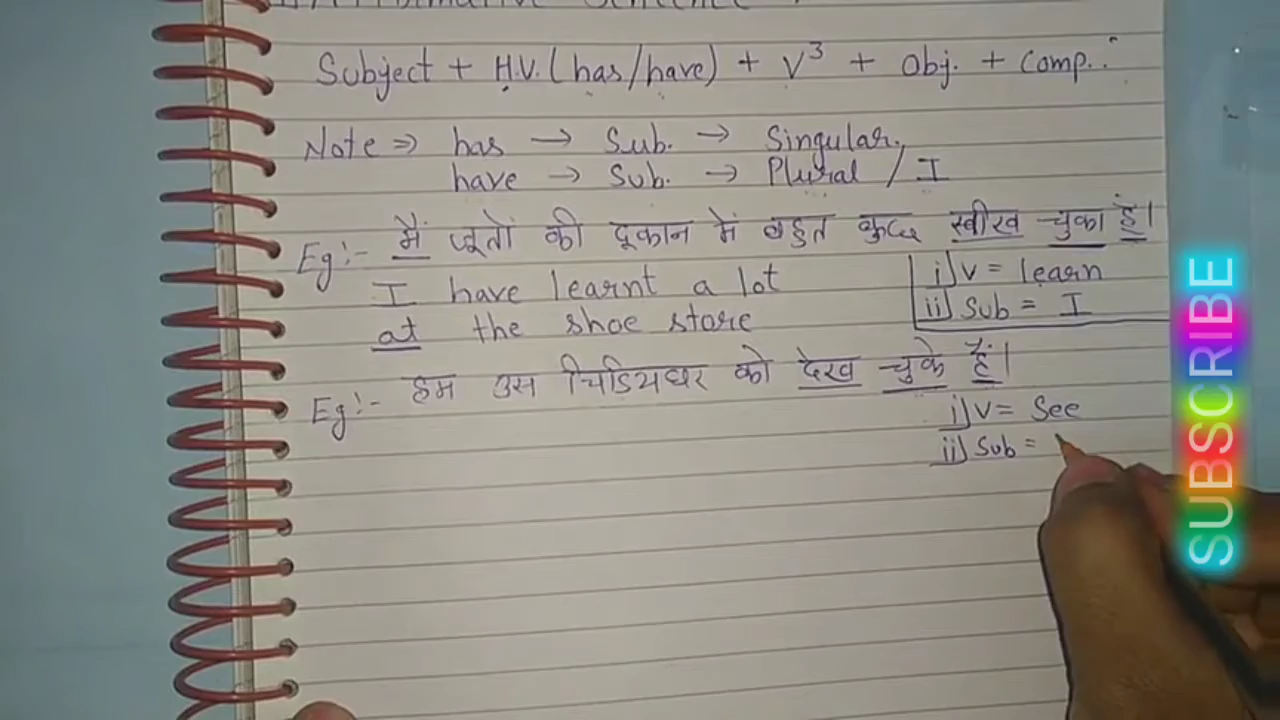 Subject + H.V. (has/have) + V³ + Obj. + Comp..
Note ⇒ has → Sub. → Singular.
have → Sub. → Plural / I
Eg:- मैं जूतों की दूकान में बहुत कुछ सीख चुका हूँ।
I have learnt a lot
i) V = learn
ii) Sub = I
at the shoe store
Eg:- हम उस चिडियघर को देख चुके हैं।
i) V = See
ii) Sub =
SUBSCRIBE